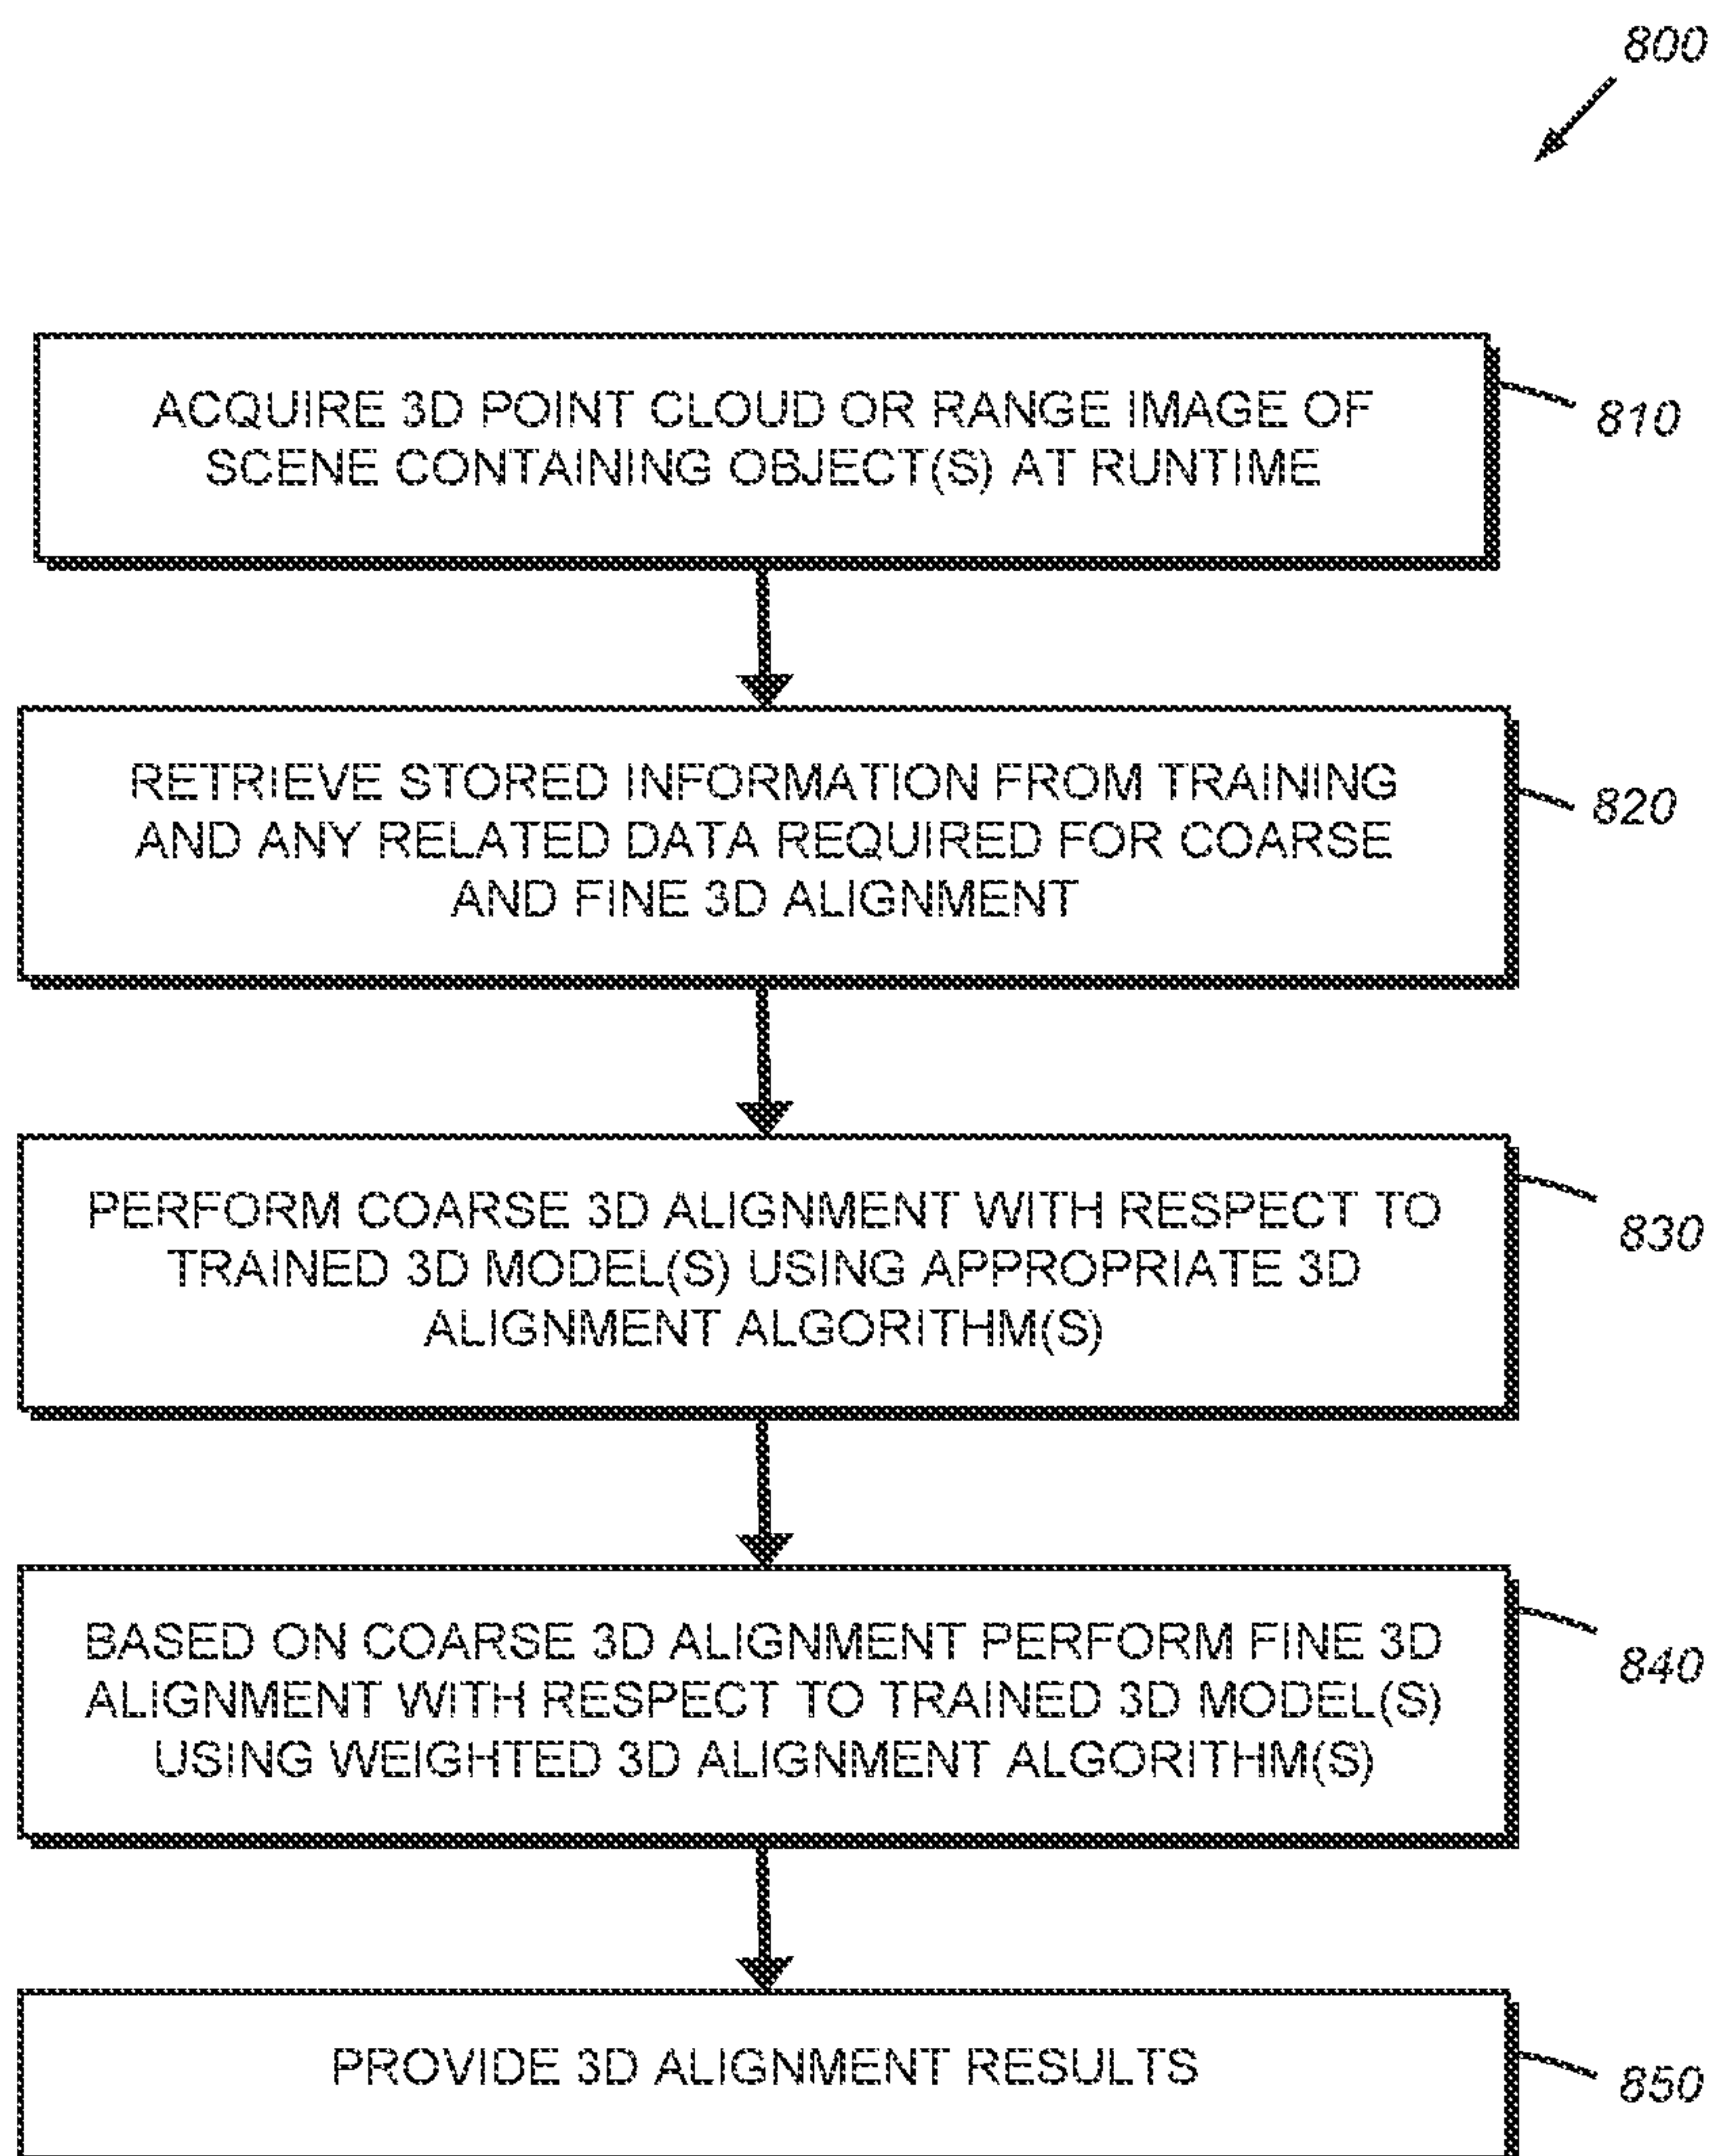 800
ACQUIRE 3D POINT CLOUD OR RANGE IMAGE OF
SCENE CONTAINING OBJECT(S) AT RUNTIME
810
RETRIEVE STORED INFORMATION FROM TRAINING
AND ANY RELATED DATA REQUIRED FOR COARSE
AND FINE 3D ALIGNMENT
820
PERFORM COARSE 3D ALIGNMENT WITH RESPECT TO
TRAINED 3D MODEL(S) USING APPROPRIATE 3D
ALIGNMENT ALGORITHM(S)
830
BASED ON COARSE 3D ALIGNMENT PERFORM FINE 3D
ALIGNMENT WITH RESPECT TO TRAINED 3D MODEL(S)
USING WEIGHTED 3D ALIGNMENT ALGORITHM(S)
840
PROVIDE 3D ALIGNMENT RESULTS
850